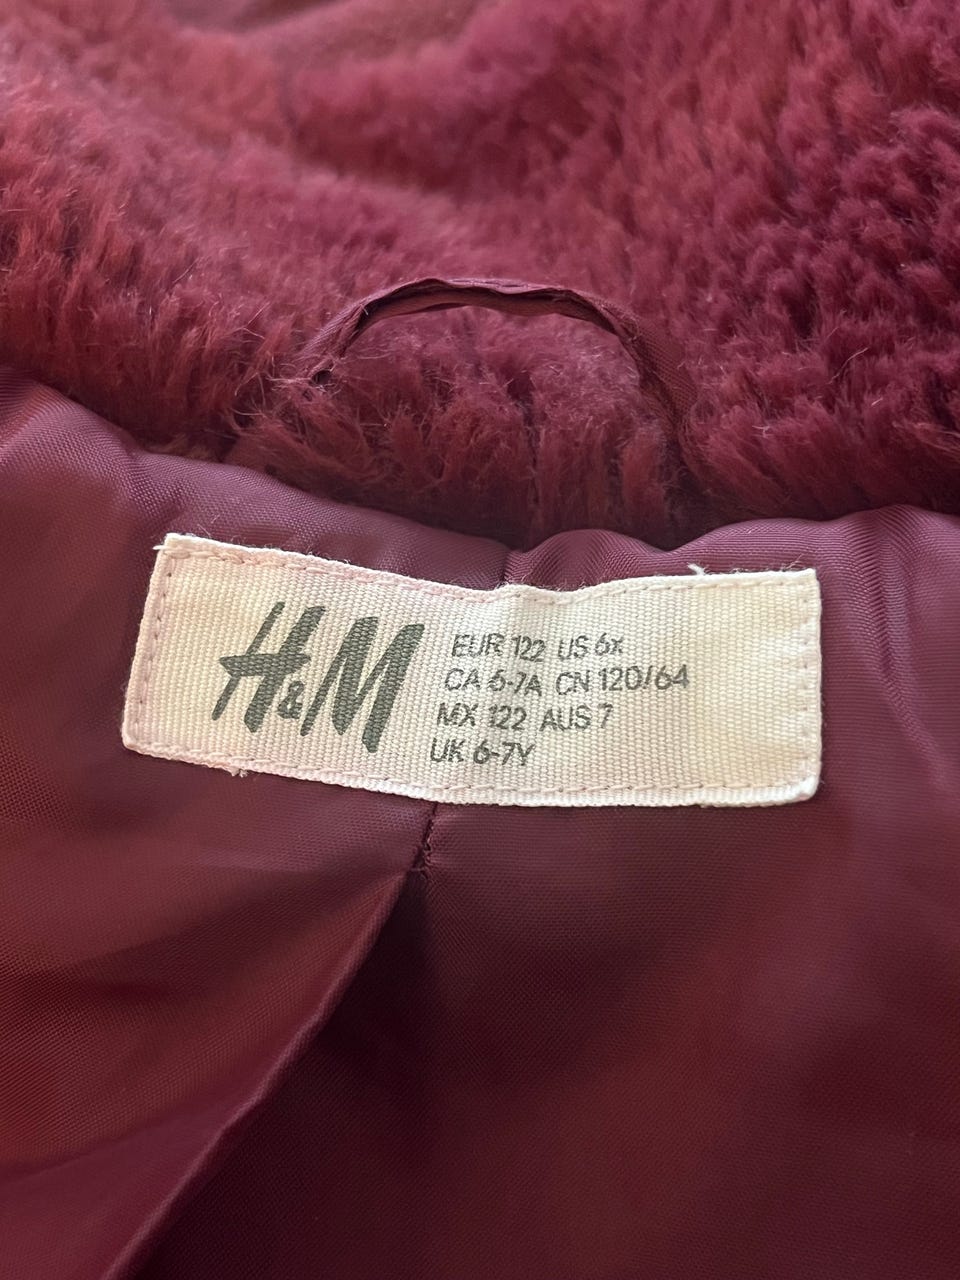 H&M
EUR 122 US 6x
CA 6-7A CN 120/64
MX 122 AUS 7
UK 6-7Y